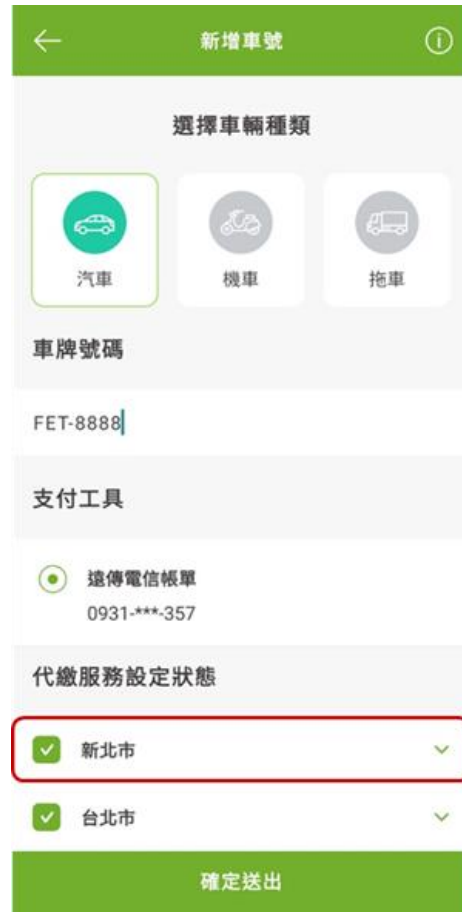 新增車號
選擇車輛種類
汽車 機車 拖車
車牌號碼
FET-8888
支付工具
遠傳電信帳單
0931-***-357
代繳服務設定狀態
新北市
台北市
確定送出